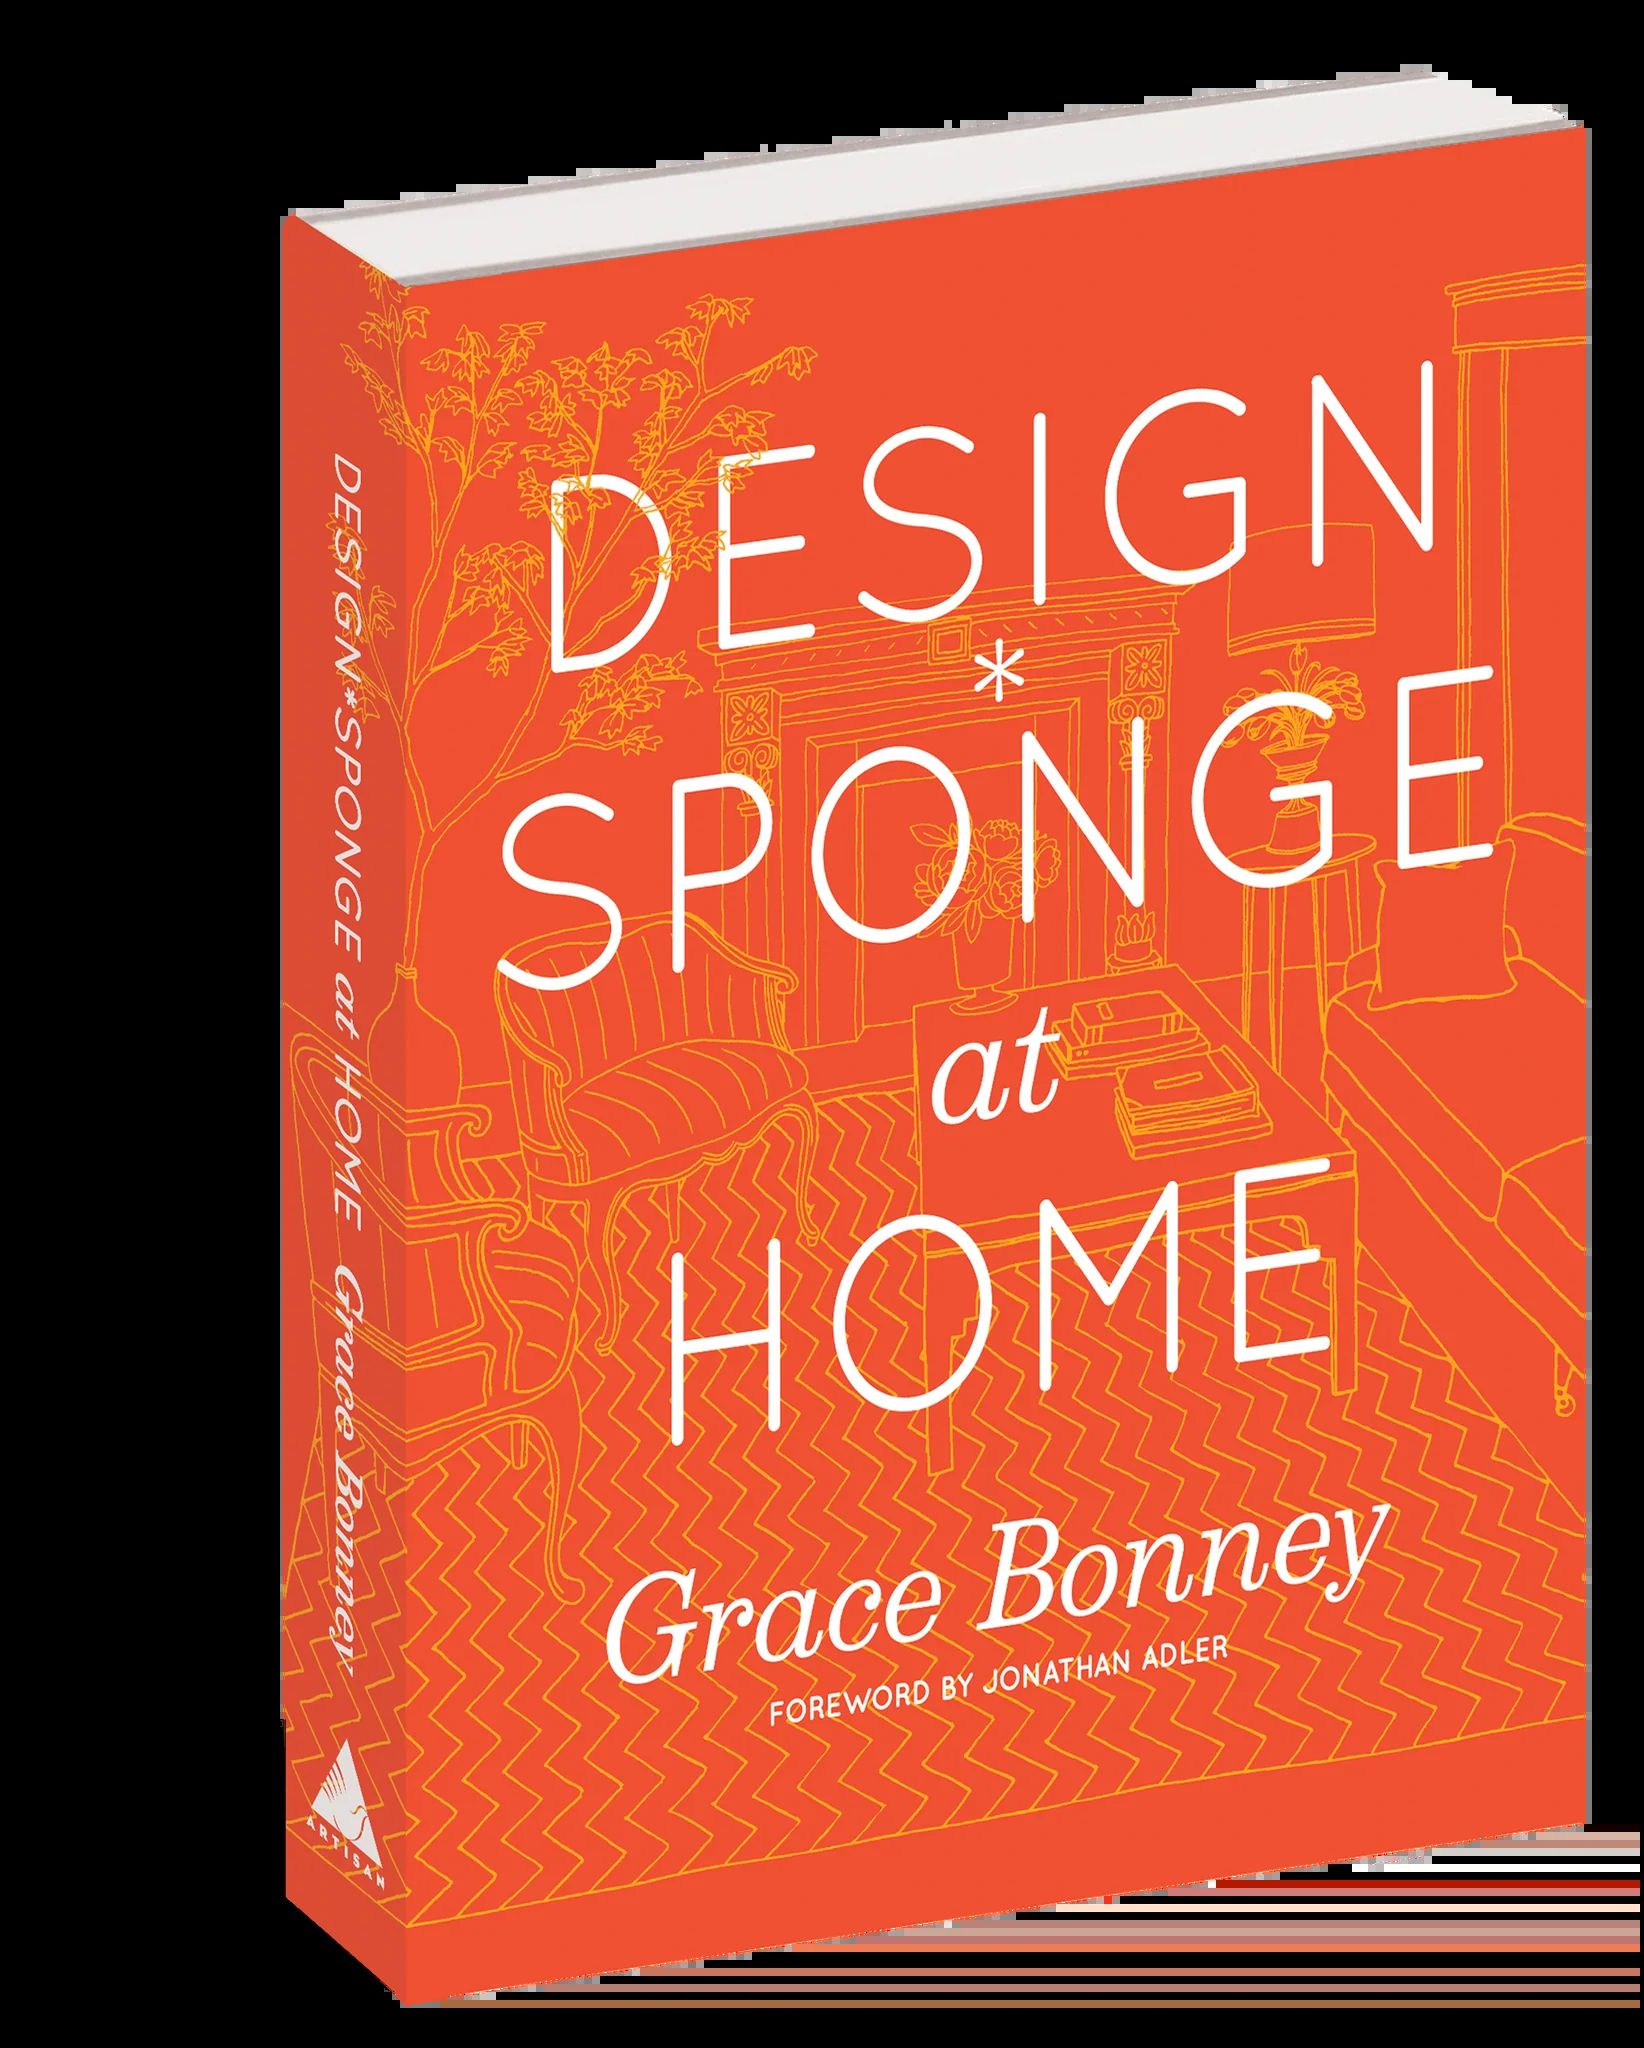 DESIGN
*
SPONGE
at
HOME
Grace Bonney
FOREWORD BY JONATHAN ADLER
DESIGN*SPONGE at HOME Grace Bonney
ARTISAN